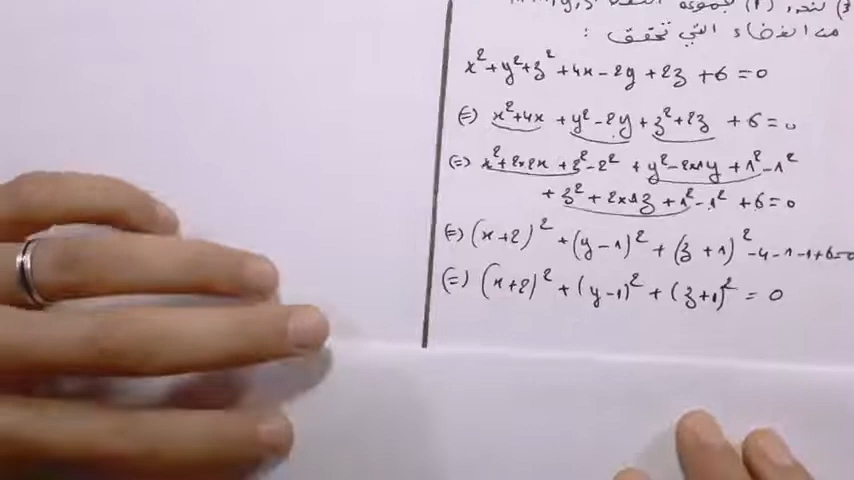 3) لتكن (P) مجموعة النقط
من الفضاء التي تحقق :
x²+y²+z²+4x-2y+2z+6=0
(=) x²+4x+y²-2y+z²+2z+6=0
(=) x²+2×2x+2²-2²+y²-2×1y+1²-1²
+z²+2×1z+1²-1²+6=0
(=) (x+2)²+(y-1)²+(z+1)²-4-1-1+6=0
(=) (x+2)²+(y-1)²+(z+1)²=0